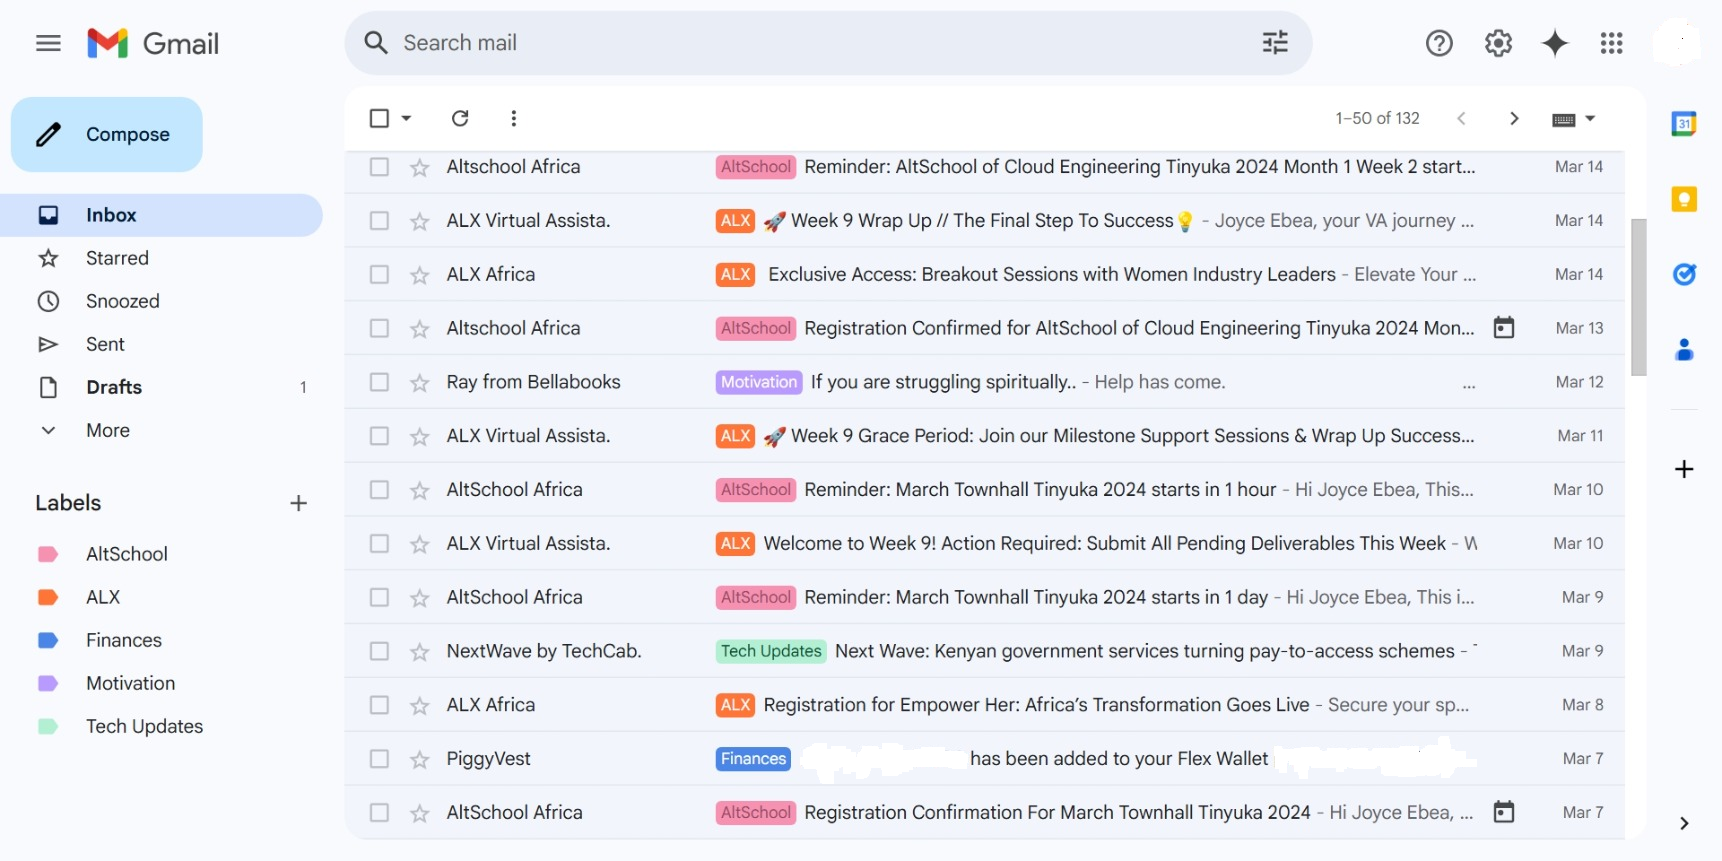 Gmail
Search mail
Compose
1–50 of 132
Inbox
Starred
Snoozed
Sent
Drafts 1
More
Labels
AltSchool
ALX
Finances
Motivation
Tech Updates
Altschool Africa AltSchool Reminder: AltSchool of Cloud Engineering Tinyuka 2024 Month 1 Week 2 start... Mar 14
ALX Virtual Assista. ALX 🚀 Week 9 Wrap Up // The Final Step To Success💡 - Joyce Ebea, your VA journey ... Mar 14
ALX Africa ALX Exclusive Access: Breakout Sessions with Women Industry Leaders - Elevate Your ... Mar 14
Altschool Africa AltSchool Registration Confirmed for AltSchool of Cloud Engineering Tinyuka 2024 Mon... Mar 13
Ray from Bellabooks Motivation If you are struggling spiritually.. - Help has come. ... Mar 12
ALX Virtual Assista. ALX 🚀 Week 9 Grace Period: Join our Milestone Support Sessions & Wrap Up Success... Mar 11
AltSchool Africa AltSchool Reminder: March Townhall Tinyuka 2024 starts in 1 hour - Hi Joyce Ebea, This... Mar 10
ALX Virtual Assista. ALX Welcome to Week 9! Action Required: Submit All Pending Deliverables This Week - Mar 10
AltSchool Africa AltSchool Reminder: March Townhall Tinyuka 2024 starts in 1 day - Hi Joyce Ebea, This i... Mar 9
NextWave by TechCab. Tech Updates Next Wave: Kenyan government services turning pay-to-access schemes - Mar 9
ALX Africa ALX Registration for Empower Her: Africa’s Transformation Goes Live - Secure your sp... Mar 8
PiggyVest Finances has been added to your Flex Wallet Mar 7
AltSchool Africa AltSchool Registration Confirmation For March Townhall Tinyuka 2024 - Hi Joyce Ebea, ... Mar 7
31